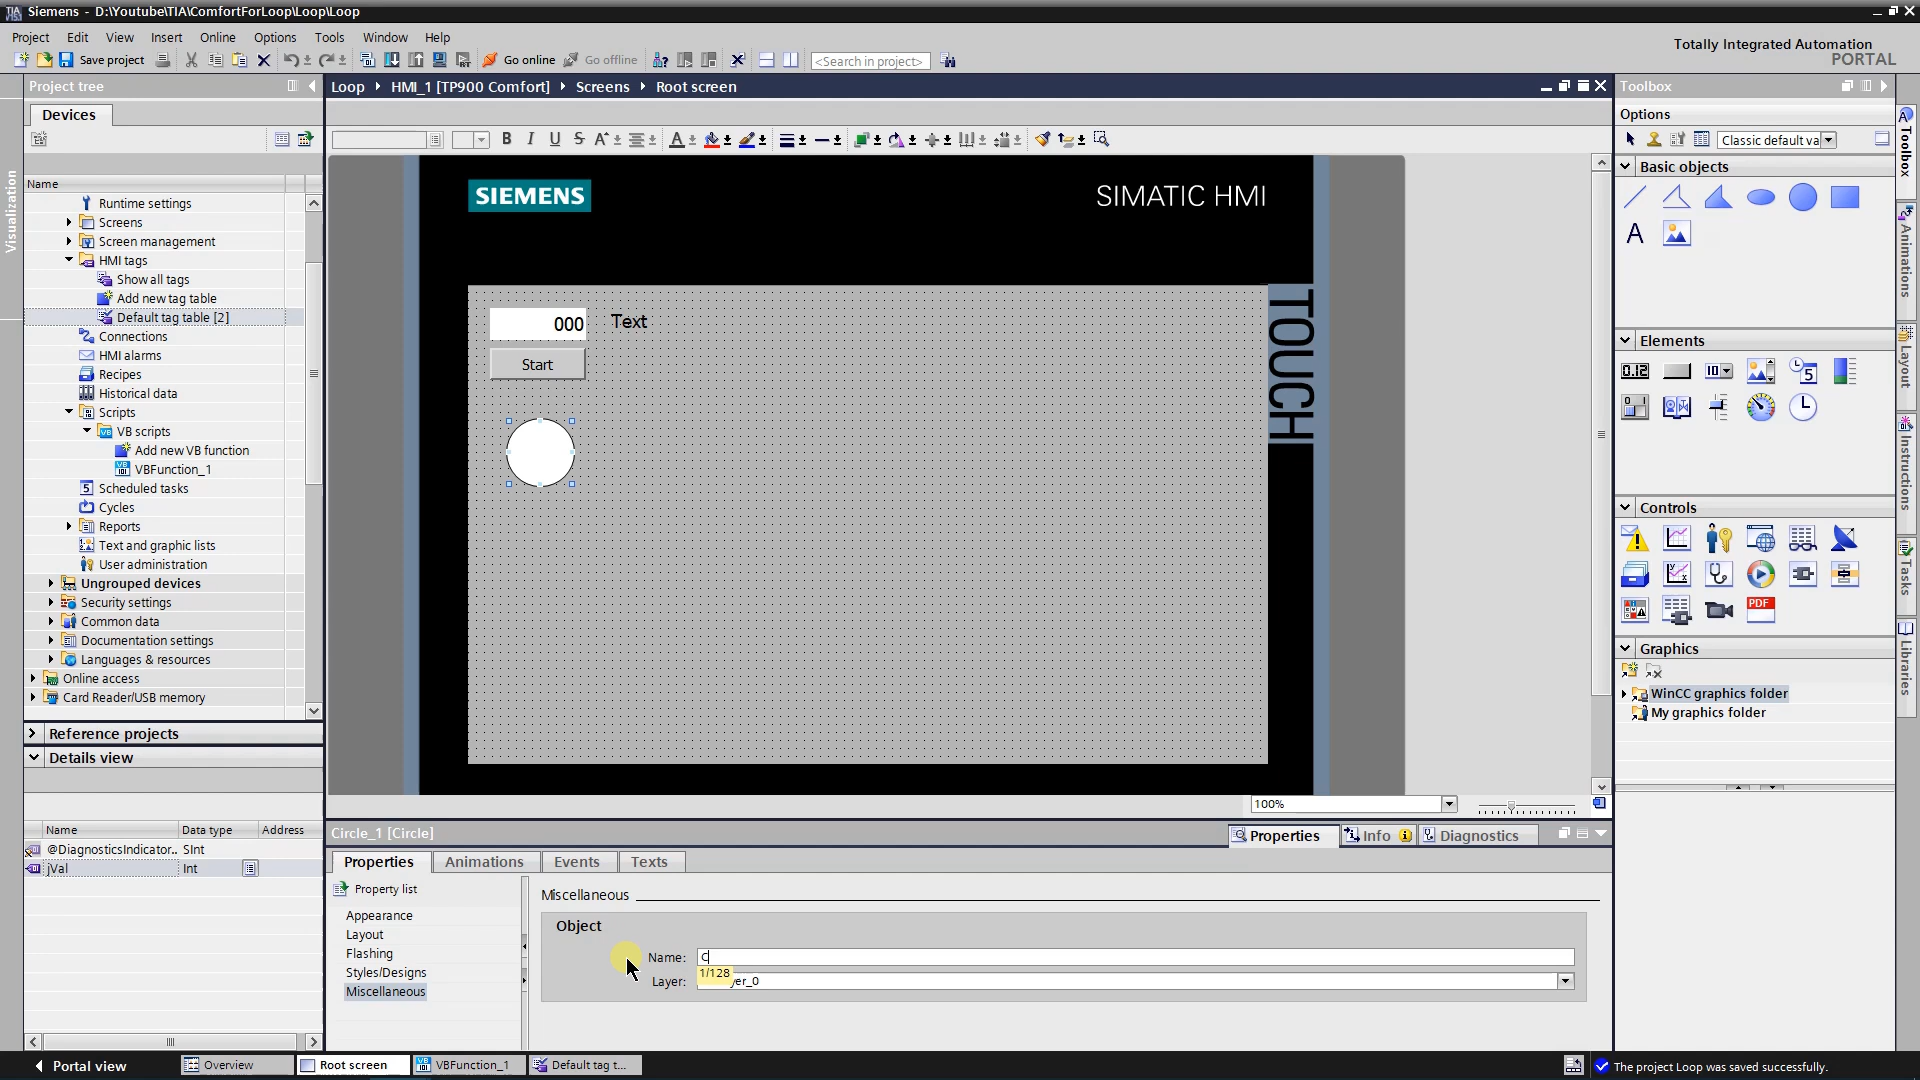 Siemens - D:\Youtube\TIA\ComfortForLoop\Loop\Loop
Project Edit View Insert Online Options Tools Window Help
Totally Integrated Automation
PORTAL
Save project
Go online
Go offline
<Search in project>
Project tree
Loop HMI_1 [TP900 Comfort] Screens Root screen
Toolbox
Devices
Options
Classic default va
Name
Visualization
Runtime settings
Screens
Screen management
HMI tags
Show all tags
Add new tag table
Default tag table [2]
Connections
HMI alarms
Recipes
Historical data
Scripts
VB scripts
Add new VB function
VBFunction_1
Scheduled tasks
Cycles
Reports
Text and graphic lists
User administration
Ungrouped devices
Security settings
Common data
Documentation settings
Languages & resources
Online access
Card Reader/USB memory
Reference projects
Details view
Name Data type Address
@DiagnosticsIndicator.. SInt
jVal Int
B I U S A A
SIEMENS
SIMATIC HMI
TOUCH
000 Text
Start
100%
Circle_1 [Circle]
Properties Info Diagnostics
Properties Animations Events Texts
Property list
Appearance
Layout
Flashing
Styles/Designs
Miscellaneous
Miscellaneous
Object
Name: C
1/128
Layer: yer_0
Basic objects
A
Elements
0.12
10
5
Controls
PDF
Graphics
WinCC graphics folder
My graphics folder
Toolbox
Animations
Layout
Instructions
Tasks
Libraries
Portal view
Overview
Root screen
VBFunction_1
Default tag t...
The project Loop was saved successfully.